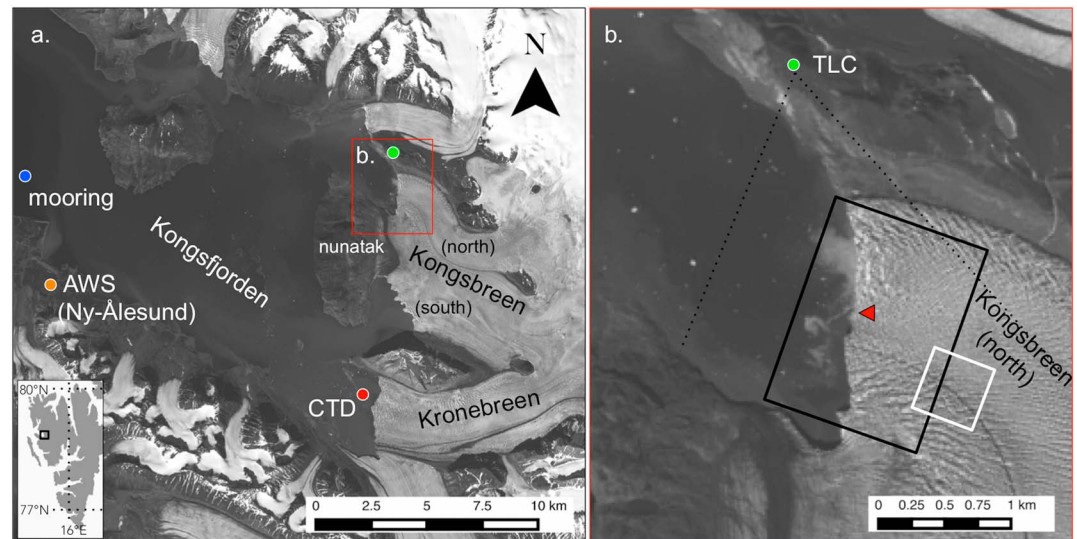 a.
N
b.
mooring
nunatak
(north)
Kongsfjorden
Kongsbreen
AWS
(Ny-Ålesund)
(south)
CTD
Kronebreen
80°N
77°N
16°E
0 2.5 5 7.5 10 km
b.
TLC
Kongsbreen
(north)
0 0.25 0.5 0.75 1 km